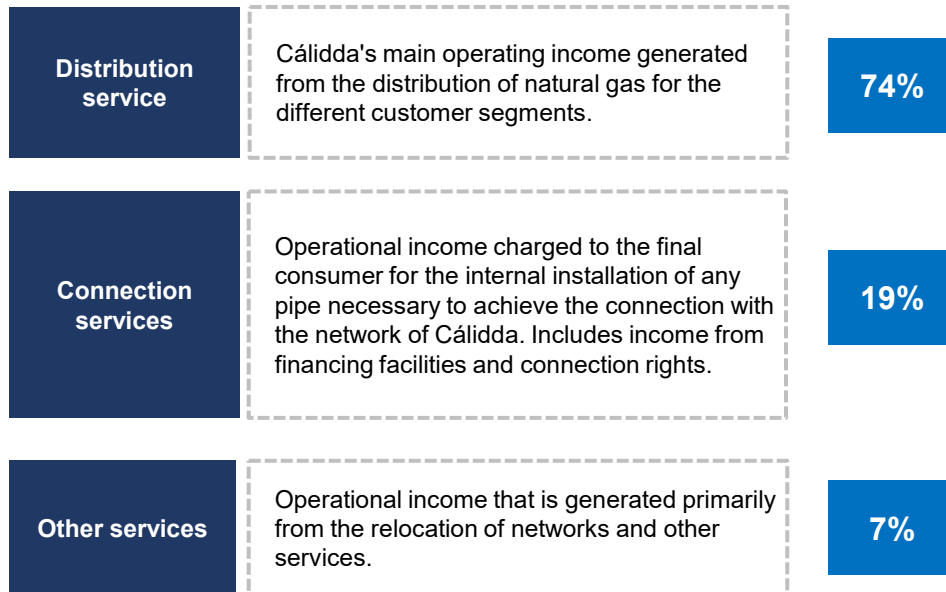 Distribution
service
Cálidda's main operating income generated
from the distribution of natural gas for the
different customer segments.
74%
Connection
services
Operational income charged to the final
consumer for the internal installation of any
pipe necessary to achieve the connection with
the network of Cálidda. Includes income from
financing facilities and connection rights.
19%
Other services
Operational income that is generated primarily
from the relocation of networks and other
services.
7%